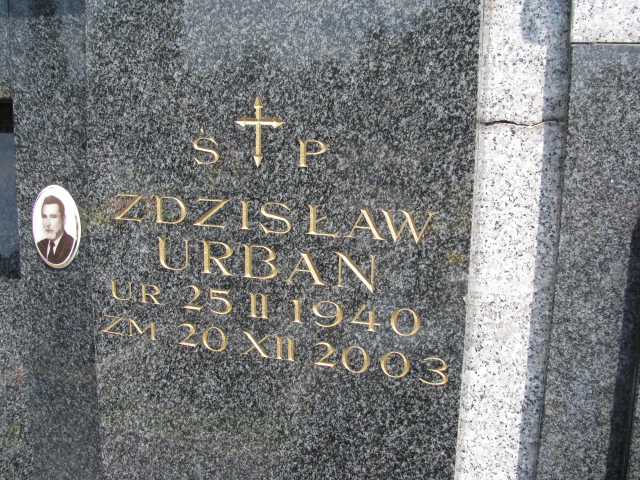 Ś P
ZDZISŁAW
URBAN
UR 25 II 1940
ZM 20 XII 2003